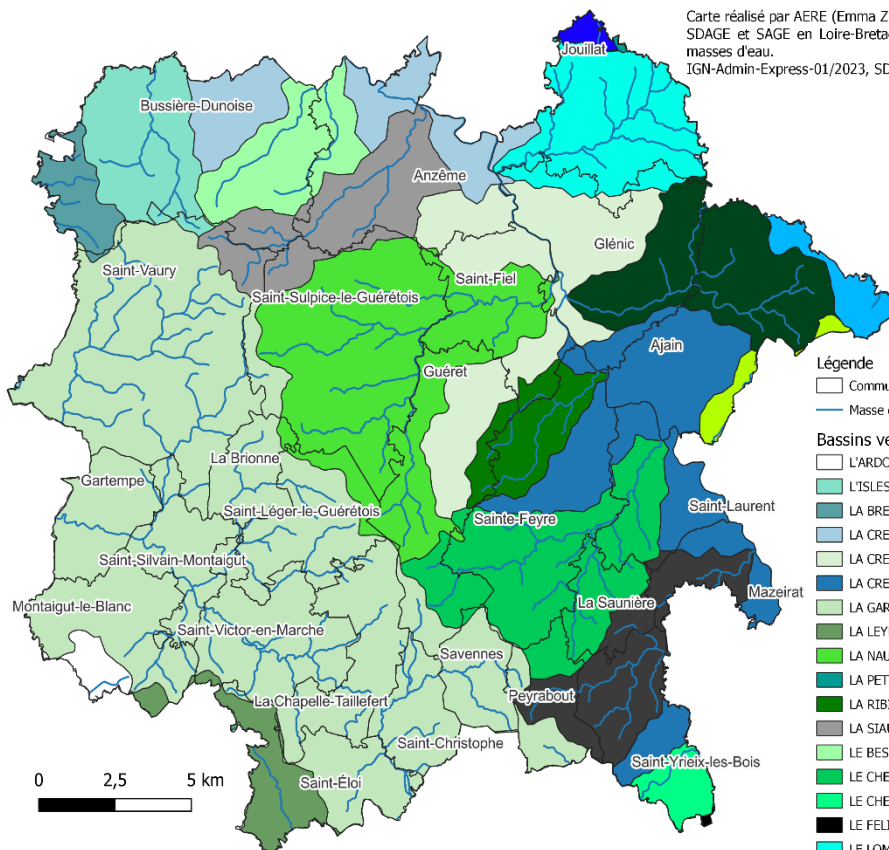 Carte réalisé par AERE (Emma Z
SDAGE et SAGE en Loire-Breta
masses d'eau.
IGN-Admin-Express-01/2023, SD
Jouillat
Bussière-Dunoise
Anzême
Glénic
Saint-Vaury
Saint-Fiel
Saint-Sulpice-le-Guérétois
Ajain
Guéret
La Brionne
Gartempe
Saint-Laurent
Saint-Léger-le-Guérétois
Sainte-Feyre
Saint-Silvain-Montaigut
Mazeirat
Montaigut-le-Blanc
La Saunière
Saint-Victor-en-Marche
Savennes
La Chapelle-Taillefert
Peyrabout
Saint-Christophe
Saint-Yrieix-les-Bois
Saint-Éloi
0 2,5 5 km
Légende
Commu
Masse
Bassins ve
L'ARDO
L'ISLES
LA BRE
LA CRE
LA CRE
LA CRE
LA GAR
LA LEY
LA NAU
LA PET
LA RIB
LA SIAU
LE BES
LE CHE
LE CHE
LE FELI
LE LOM